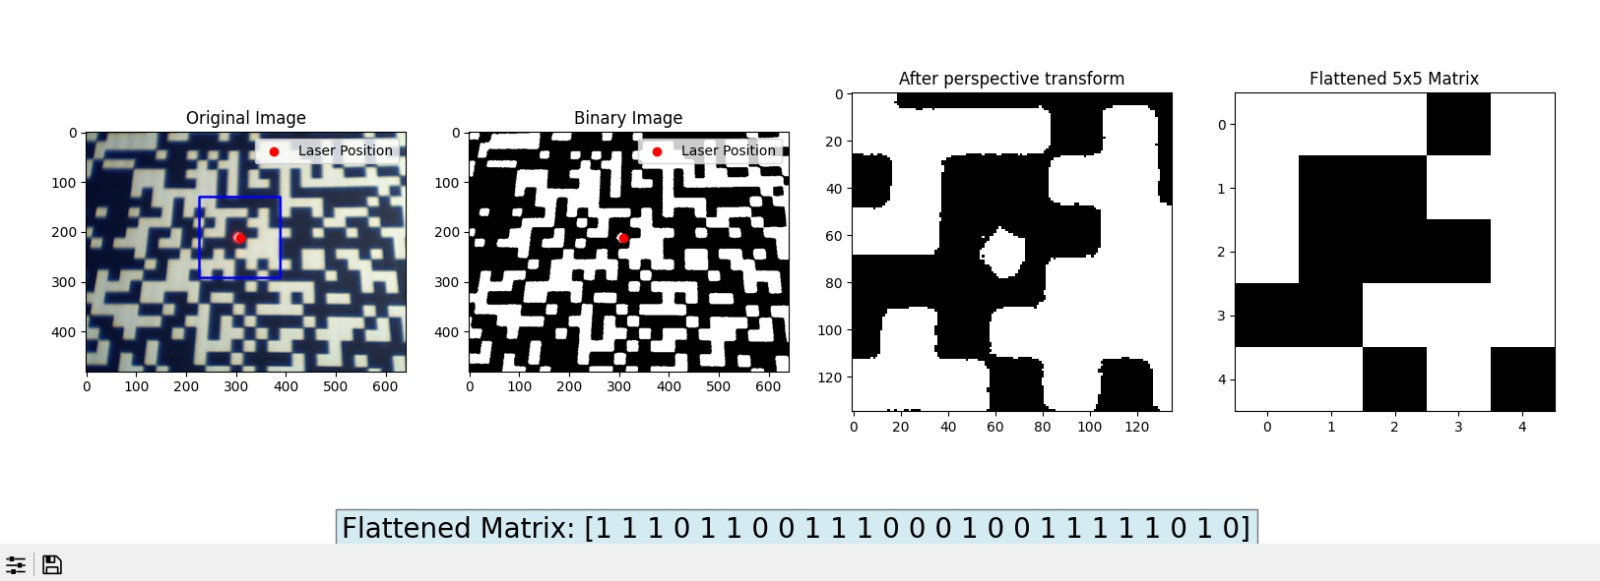 Original Image
Laser Position
0
100
200
300
400
0 100 200 300 400 500 600
Binary Image
Laser Position
0
100
200
300
400
0 100 200 300 400 500 600
After perspective transform
0
20
40
60
80
100
120
0 20 40 60 80 100 120
Flattened 5x5 Matrix
0
1
2
3
4
0 1 2 3 4
Flattened Matrix: [1 1 1 0 1 1 0 0 1 1 1 0 0 0 1 0 0 1 1 1 1 1 0 1 0]